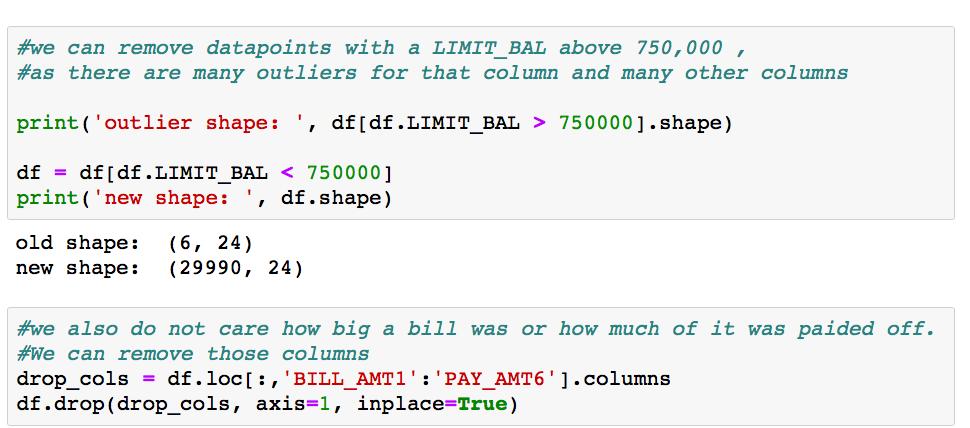 #we can remove datapoints with a LIMIT_BAL above 750,000 ,
#as there are many outliers for that column and many other columns
print('outlier shape: ', df[df.LIMIT_BAL > 750000].shape)
df = df[df.LIMIT_BAL < 750000]
print('new shape: ', df.shape)
old shape:  (6, 24)
new shape:  (29990, 24)
#we also do not care how big a bill was or how much of it was paided off.
#We can remove those columns
drop_cols = df.loc[:,'BILL_AMT1':'PAY_AMT6'].columns
df.drop(drop_cols, axis=1, inplace=True)